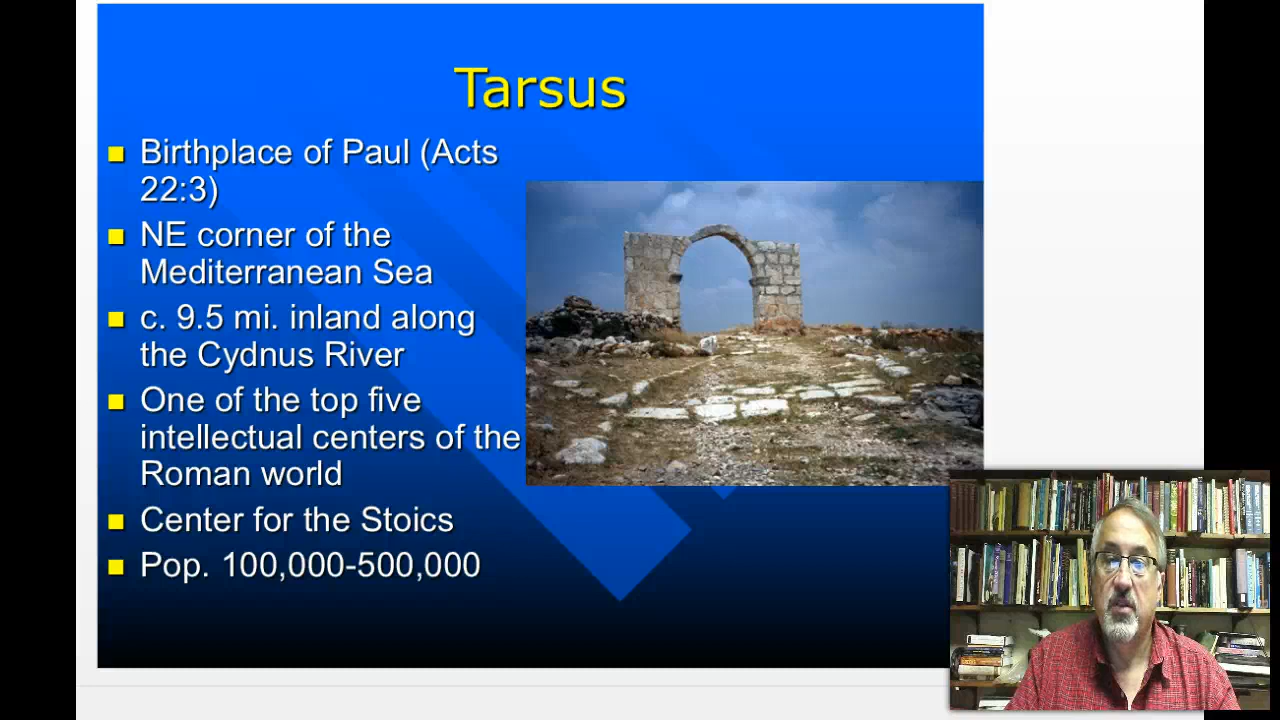 Tarsus
Birthplace of Paul (Acts
22:3)
NE corner of the
Mediterranean Sea
c. 9.5 mi. inland along
the Cydnus River
One of the top five
intellectual centers of the
Roman world
Center for the Stoics
Pop. 100,000-500,000